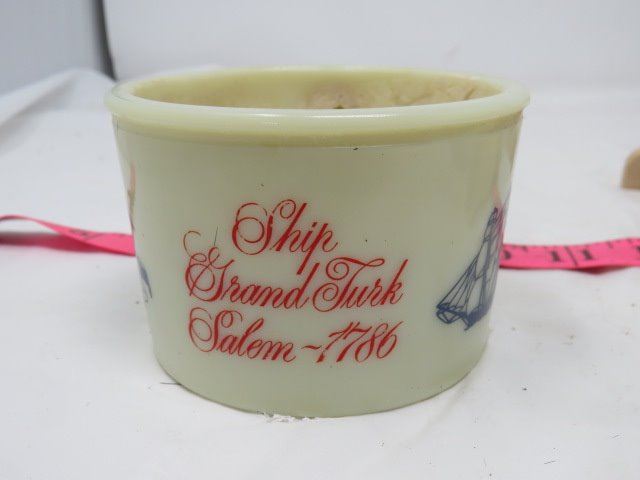 Ship
Grand Turk
Salem ~ 1786